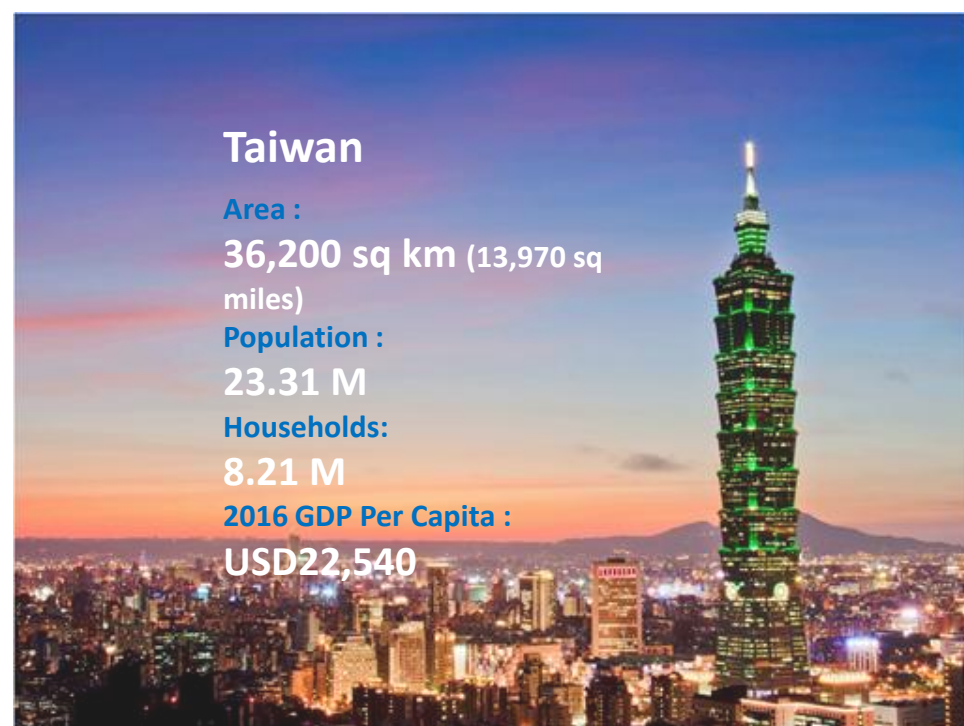 Taiwan
Area :
36,200 sq km (13,970 sq
miles)
Population :
23.31 M
Households:
8.21 M
2016 GDP Per Capita :
USD22,540